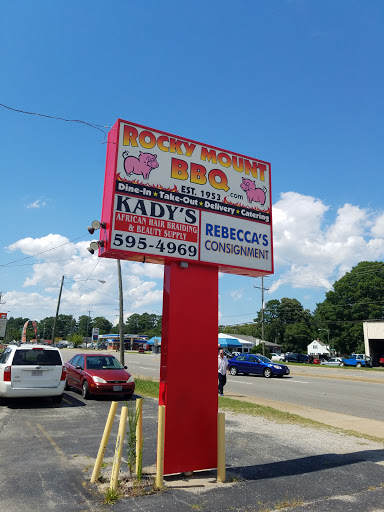 ROCKY MOUNT
BBQ.com
EST. 1953
Dine-In ★ Take-Out ★ Delivery ★ Catering
KADY'S
AFRICAN HAIR BRAIDING
& BEAUTY SUPPLY
595-4969
REBECCA'S
CONSIGNMENT